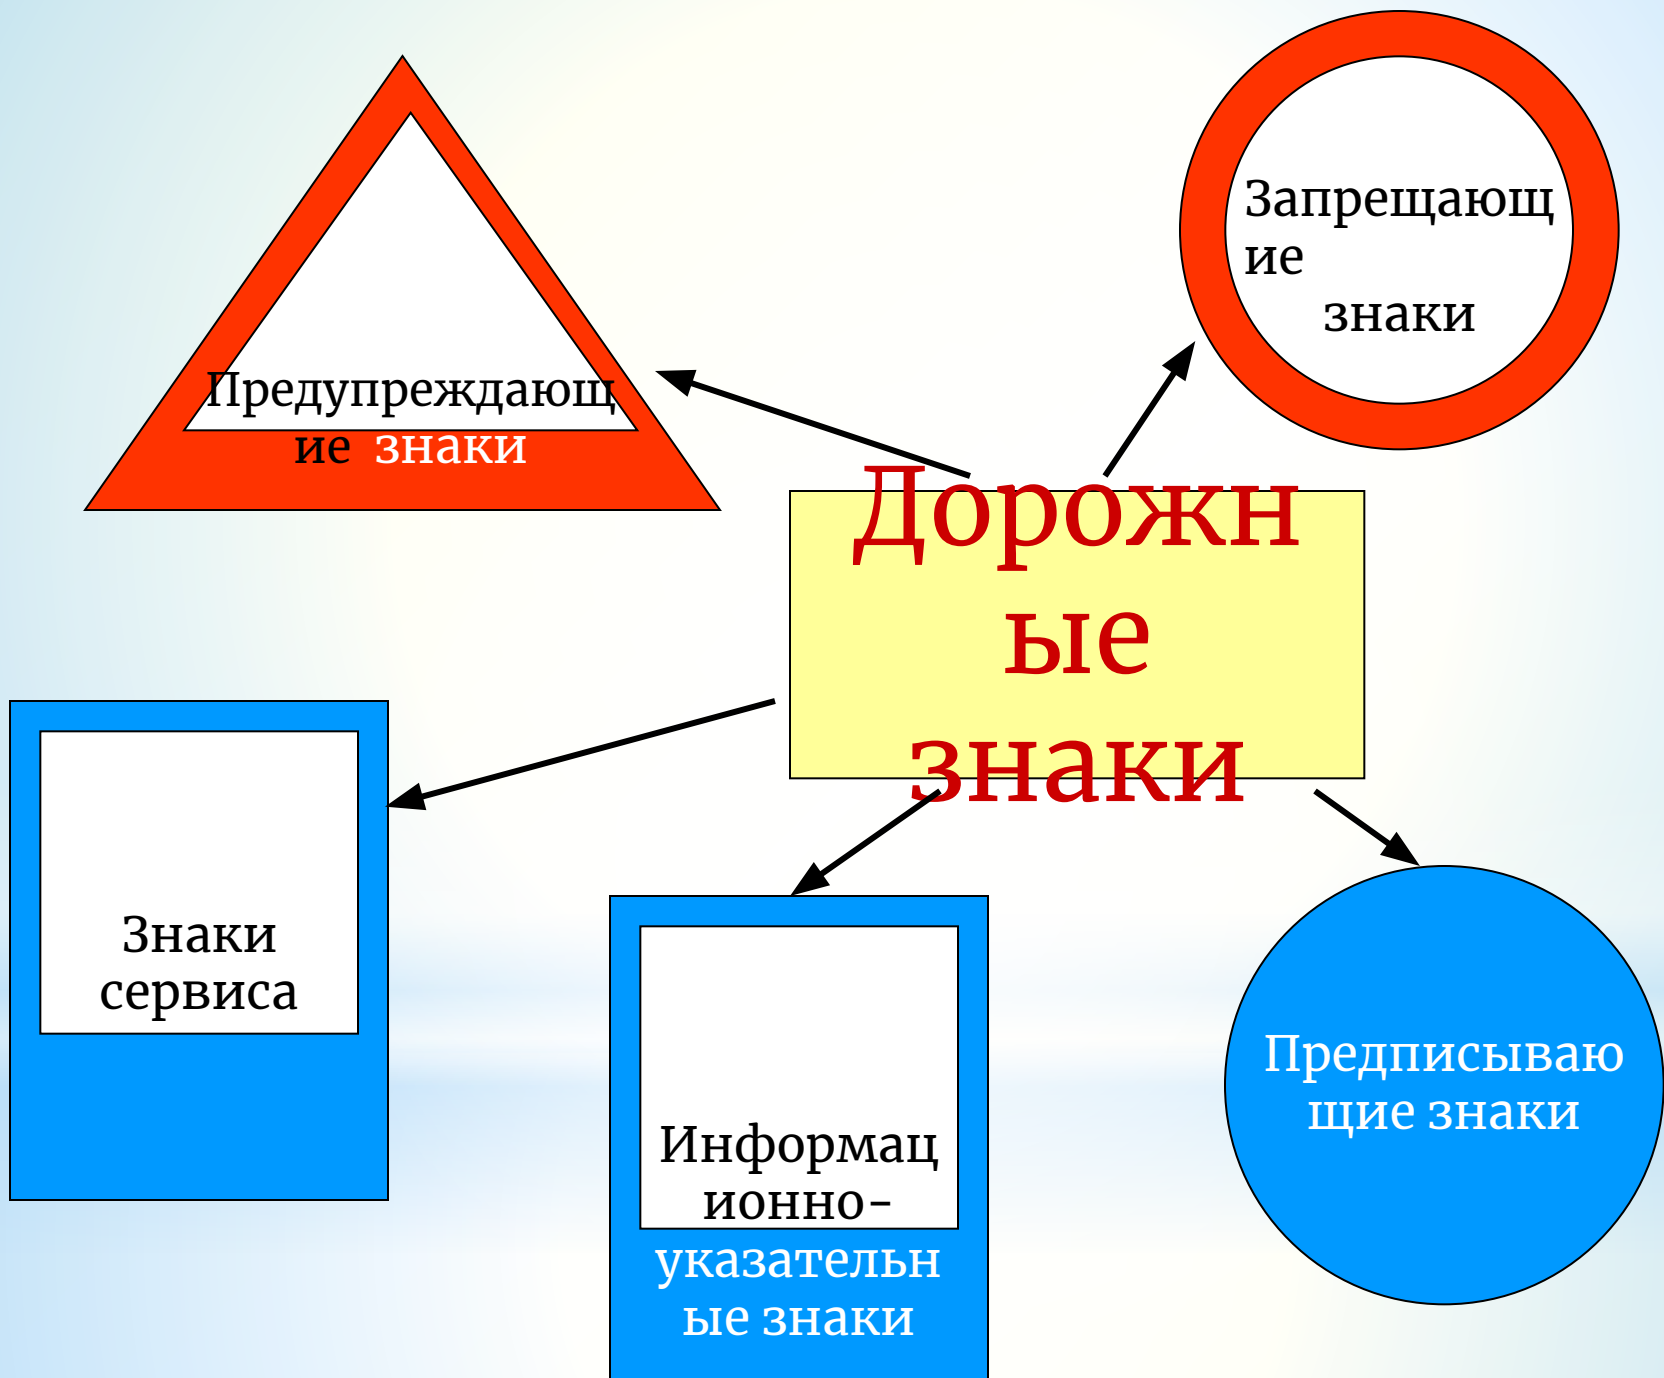 Предупреждающ
ие знаки
Запрещающ
ие
знаки
Дорожн
ые
знаки
Знаки
сервиса
Информац
ионно-
указательн
ые знаки
Предписываю
щие знаки